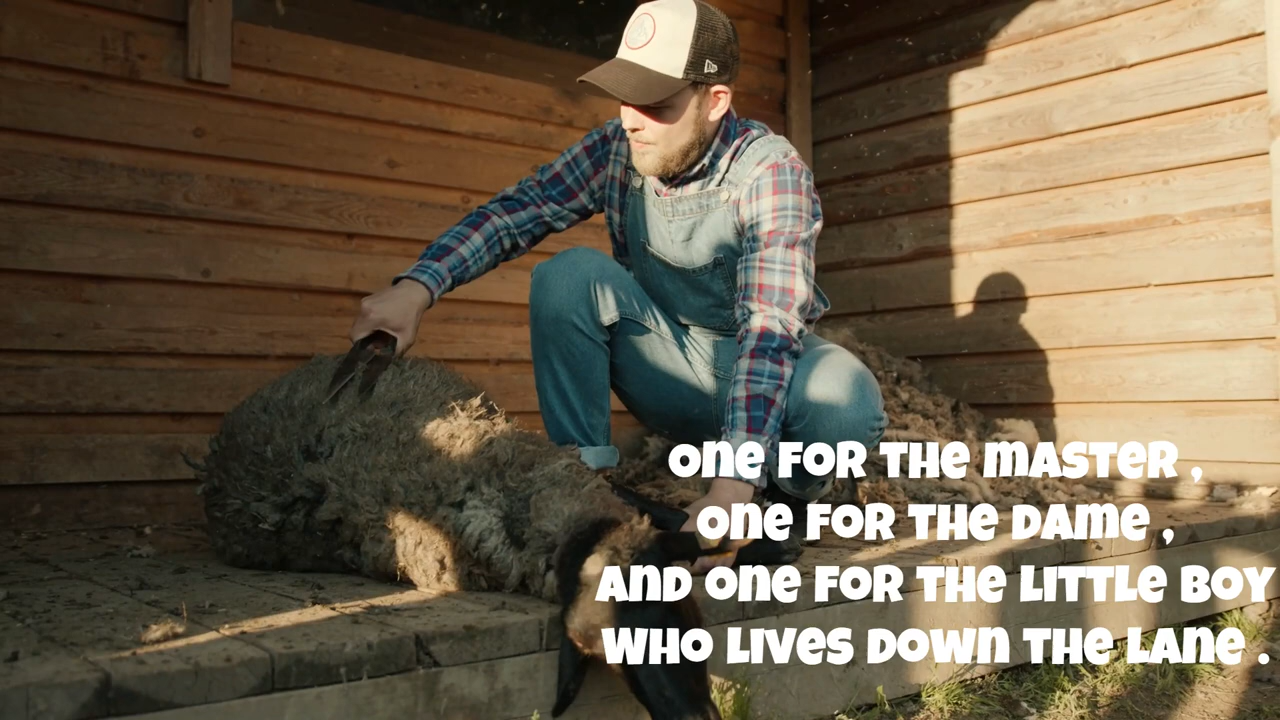 one for the master ,
one for the dame ,
and one for the little boy
who lives down the lane .